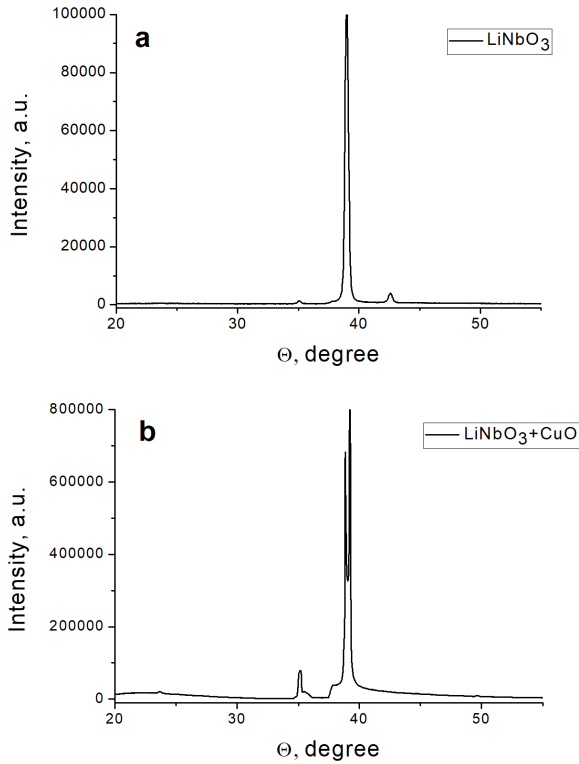 a
LiNbO₃
Intensity, a.u.
100000
80000
60000
40000
20000
0
20
30
40
50
Θ, degree
b
LiNbO₃+CuO
Intensity, a.u.
800000
600000
400000
200000
0
20
30
40
50
Θ, degree